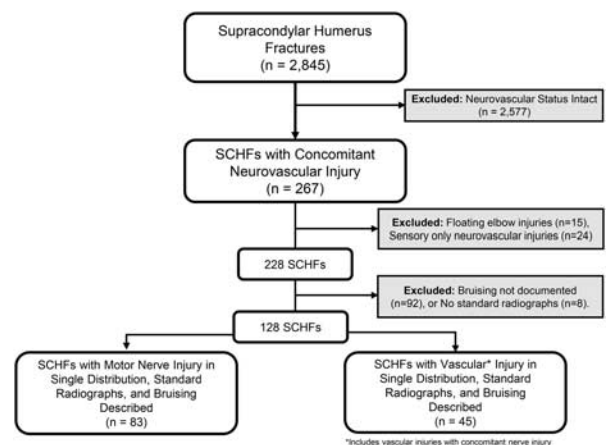 Supracondylar Humerus
Fractures
(n = 2,845)
Excluded: Neurovascular Status Intact
(n = 2,577)
SCHFs with Concomitant
Neurovascular Injury
(n = 267)
Excluded: Floating elbow injuries (n=15),
Sensory only neurovascular injuries (n=24)
228 SCHFs
Excluded: Bruising not documented
(n=92), or No standard radiographs (n=8).
128 SCHFs
SCHFs with Motor Nerve Injury in
Single Distribution, Standard
Radiographs, and Bruising
Described
(n = 83)
SCHFs with Vascular* Injury in
Single Distribution, Standard
Radiographs, and Bruising
Described
(n = 45)
*Includes vascular injuries with concomitant nerve injury